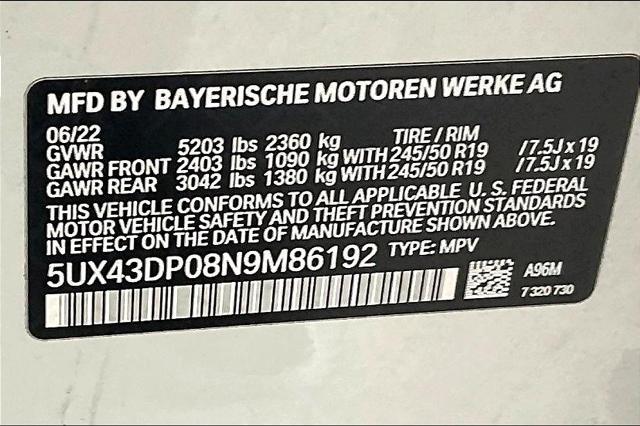 MFD BY BAYERISCHE MOTOREN WERKE AG
06/22 TIRE / RIM
GVWR 5203 lbs 2360 kg
GAWR FRONT 2403 lbs 1090 kg WITH 245/50 R19 /7.5J x 19
GAWR REAR 3042 lbs 1380 kg WITH 245/50 R19 /7.5J x 19
THIS VEHICLE CONFORMS TO ALL APPLICABLE U. S. FEDERAL
MOTOR VEHICLE SAFETY AND THEFT PREVENTION STANDARDS
IN EFFECT ON THE DATE OF MANUFACTURE SHOWN ABOVE.
5UX43DP08N9M86192 TYPE: MPV
A96M
7 320 730